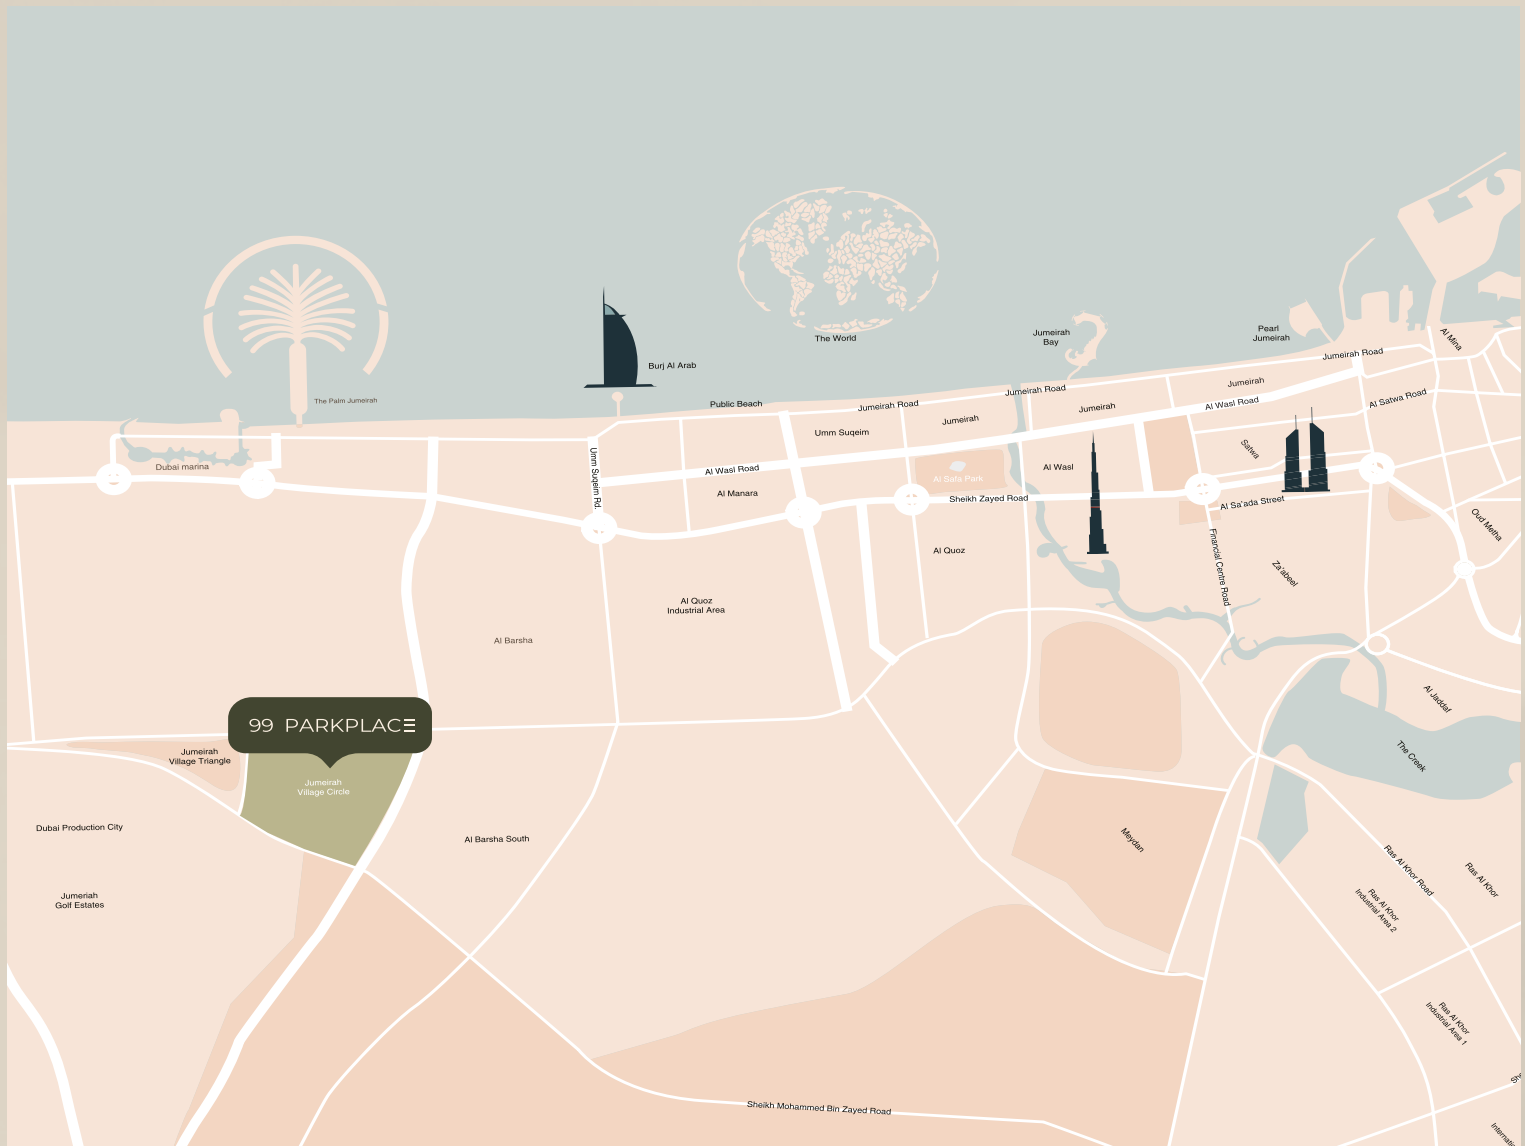 The World
Jumeirah
Bay
Pearl
Jumeirah
Al Mina
Jumeirah Road
Burj Al Arab
The Palm Jumeirah
Public Beach
Jumeirah Road
Jumeirah Road
Jumeirah
Al Wasl Road
Al Satwa Road
Jumeirah
Jumeirah
Umm Suqeim
Satwa
Dubai marina
Umm Suqeim Rd.
Al Wasl Road
Al Wasl
Al Safa Park
Al Manara
Sheikh Zayed Road
Al Sa'ada Street
Oud Metha
Al Quoz
Financial Centre Road
Za'abeel
Al Quoz
Industrial Area
Al Barsha
Al Jaddaf
99 PARKPLACE
The Creek
Jumeirah
Village Triangle
Jumeirah
Village Circle
Dubai Production City
Al Barsha South
Meydan
Ras Al Khor Road
Ras Al Khor
Jumeriah
Golf Estates
Ras Al Khor
Industrial Area 2
Ras Al Khor
Industrial Area 1
Sheikh Mohammed Bin Zayed Road